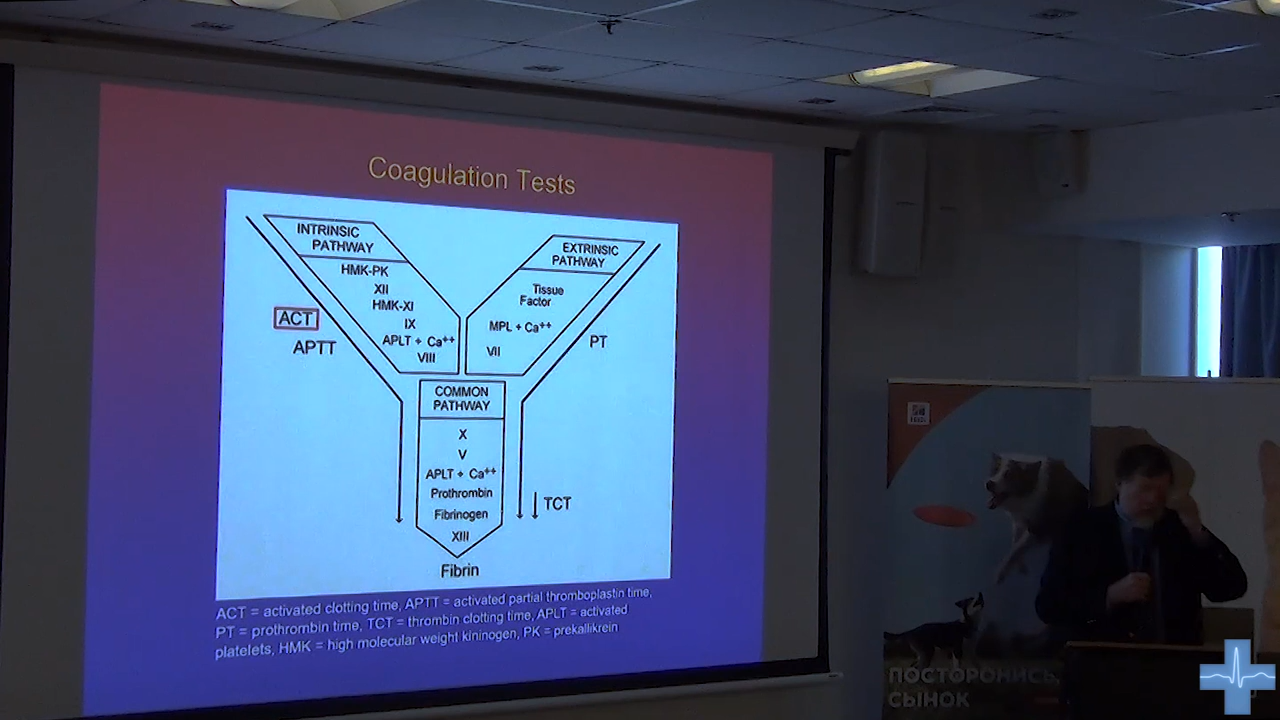 Coagulation Tests
INTRINSIC
PATHWAY
HMK-PK
XII
HMK-XI
IX
APLT + Ca++
VIII
ACT
APTT
EXTRINSIC
PATHWAY
Tissue
Factor
MPL + Ca++
VII
PT
COMMON
PATHWAY
X
V
APLT + Ca++
Prothrombin
Fibrinogen
XIII
TCT
Fibrin
ACT = activated clotting time, APTT = activated partial thromboplastin time,
PT = prothrombin time, TCT = thrombin clotting time, APLT = activated
platelets, HMK = high molecular weight kininogen, PK = prekallikrein
ПОСТОРОНИСЬ,
СЫНОК